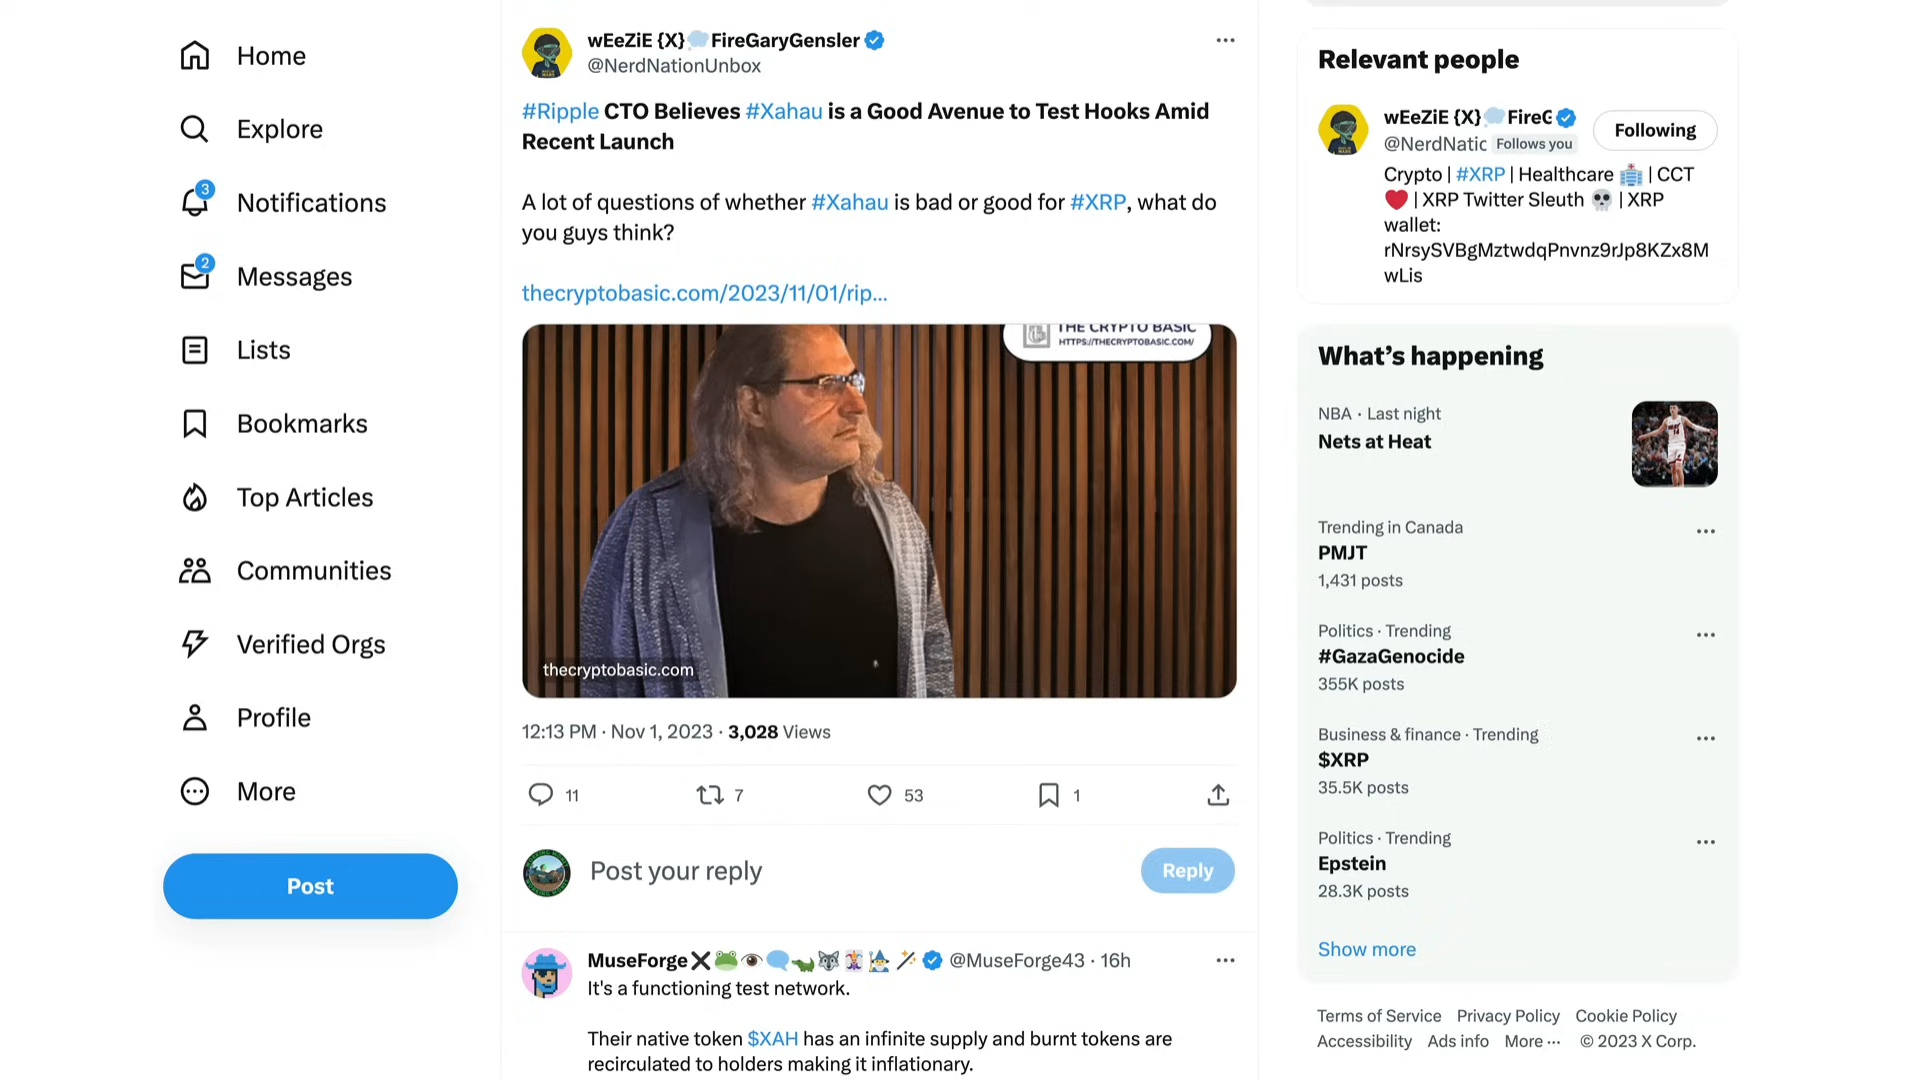 Home
Explore
3
Notifications
2
Messages
Lists
Bookmarks
Top Articles
Communities
Verified Orgs
Profile
More
Post
wEeZiE {X}💭FireGaryGensler
@NerdNationUnbox
#Ripple CTO Believes #Xahau is a Good Avenue to Test Hooks Amid
Recent Launch
A lot of questions of whether #Xahau is bad or good for #XRP, what do
you guys think?
thecryptobasic.com/2023/11/01/rip...
THE CRYPTO BASIC
HTTPS://THECRYPTOBASIC.COM/
thecryptobasic.com
12:13 PM · Nov 1, 2023 · 3,028 Views
11
7
53
1
Post your reply
Reply
MuseForge❌🐸👁️🗨️🐊🐺🃏🧙‍♂️🪄 @MuseForge43 · 16h
It's a functioning test network.
Their native token $XAH has an infinite supply and burnt tokens are
recirculated to holders making it inflationary.
Relevant people
wEeZiE {X}💭FireG
@NerdNatic Follows you
Following
Crypto | #XRP | Healthcare 🏥 | CCT
❤️ | XRP Twitter Sleuth 💀 | XRP
wallet:
rNrsySVBgMztwdqPnvnz9rJp8KZx8M
wLis
What's happening
NBA · Last night
Nets at Heat
Trending in Canada
PMJT
1,431 posts
Politics · Trending
#GazaGenocide
355K posts
Business & finance · Trending
$XRP
35.5K posts
Politics · Trending
Epstein
28.3K posts
Show more
Terms of Service Privacy Policy Cookie Policy
Accessibility Ads info More ··· © 2023 X Corp.